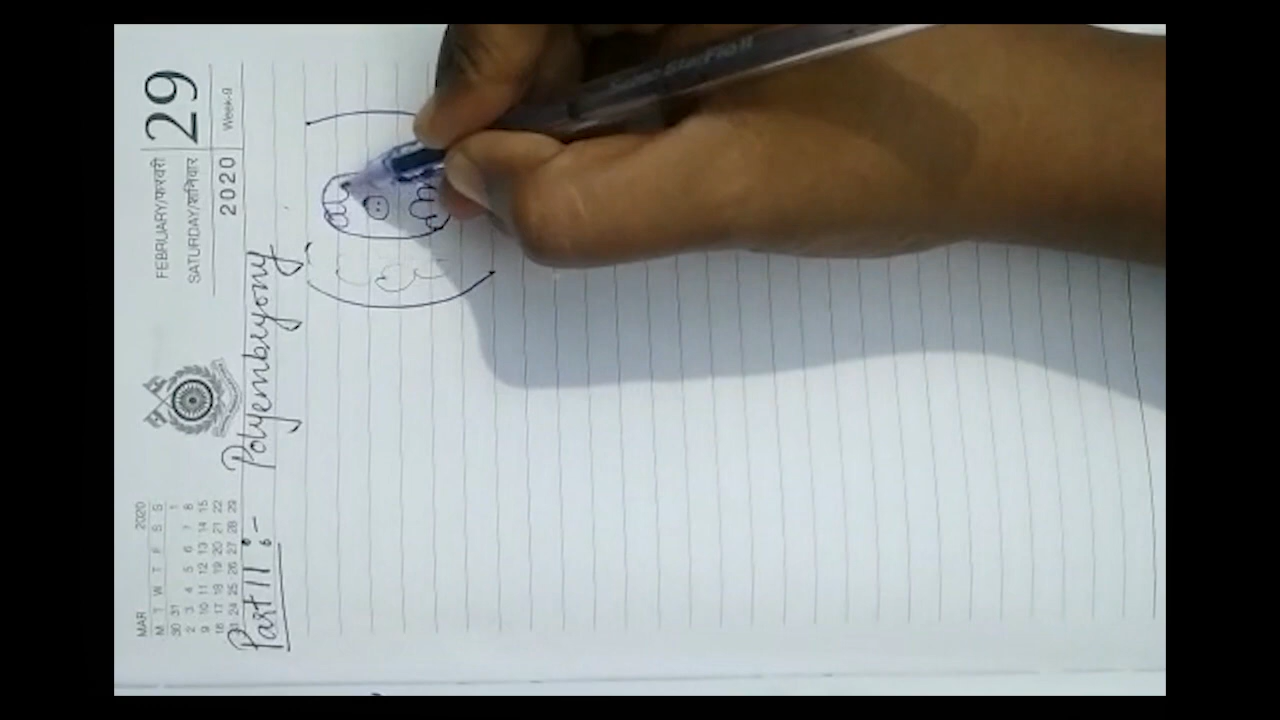 FEBRUARY/फरवरी
29
SATURDAY/शनिवार
2020
Week-9
MAR 2020
M T W T F S S
30 31 1
2 3 4 5 6 7 8
9 10 11 12 13 14 15
16 17 18 19 20 21 22
24 25 26 27 28 29
Part II :- Polyembryony